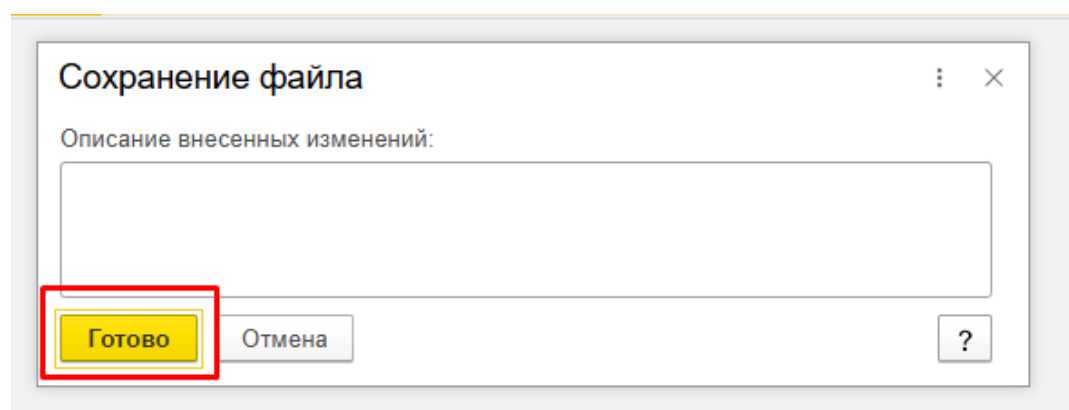 Сохранение файла
Описание внесенных изменений:
Готово Отмена ?